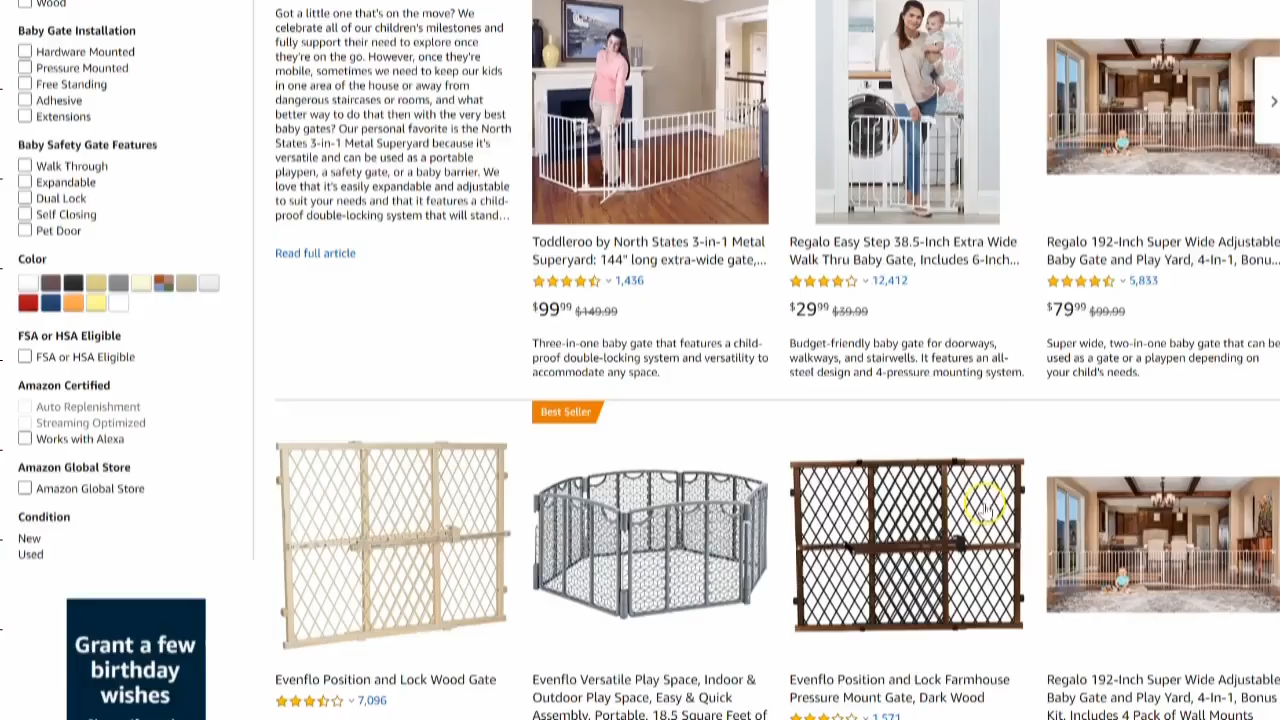 Wood
Baby Gate Installation
Hardware Mounted
Pressure Mounted
Free Standing
Adhesive
Extensions
Baby Safety Gate Features
Walk Through
Expandable
Dual Lock
Self Closing
Pet Door
Color
FSA or HSA Eligible
FSA or HSA Eligible
Amazon Certified
Auto Replenishment
Streaming Optimized
Works with Alexa
Amazon Global Store
Amazon Global Store
Condition
New
Used
Grant a few
birthday
wishes
Got a little one that's on the move? We
celebrate all of our children's milestones and
fully support their need to explore once
they're on the go. However, once they're
mobile, sometimes we need to keep our kids
in one area of the house or away from
dangerous staircases or rooms, and what
better way to do that then with the very best
baby gates? Our personal favorite is the North
States 3-in-1 Metal Superyard because it's
versatile and can be used as a portable
playpen, a safety gate, or a baby barrier. We
love that it's easily expandable and adjustable
to suit your needs and that it features a child-
proof double-locking system that will stand...
Read full article
Toddleroo by North States 3-in-1 Metal
Superyard: 144" long extra-wide gate,...
1,436
$99⁹⁹ $149.99
Three-in-one baby gate that features a child-
proof double-locking system and versatility to
accommodate any space.
Regalo Easy Step 38.5-Inch Extra Wide
Walk Thru Baby Gate, Includes 6-Inch...
12,412
$29⁹⁹ $39.99
Budget-friendly baby gate for doorways,
walkways, and stairwells. It features an all-
steel design and 4-pressure mounting system.
Regalo 192-Inch Super Wide Adjustable
Baby Gate and Play Yard, 4-In-1, Bonus...
5,833
$79⁹⁹ $99.99
Super wide, two-in-one baby gate that can be
used as a gate or a playpen depending on
your child's needs.
Best Seller
Evenflo Position and Lock Wood Gate
7,096
Evenflo Versatile Play Space, Indoor &
Outdoor Play Space, Easy & Quick
Assembly, Portable, 18.5 Square Feet of
Evenflo Position and Lock Farmhouse
Pressure Mount Gate, Dark Wood
1,571
Regalo 192-Inch Super Wide Adjustable
Baby Gate and Play Yard, 4-In-1, Bonus
Kit, Includes 4 Pack of Wall Mounts